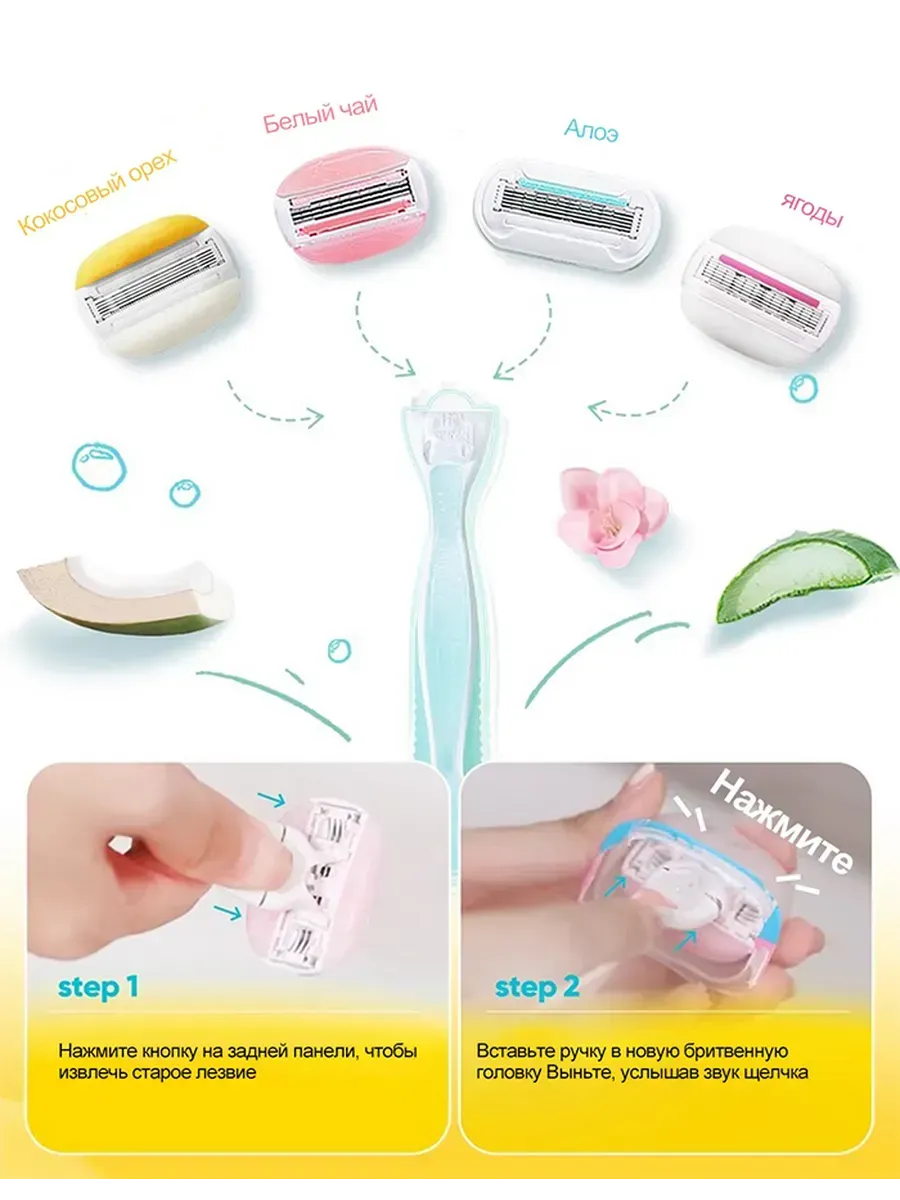 Белый чай
Алоэ
Кокосовый орех
ягоды
Нажмите
step 1
Нажмите кнопку на задней панели, чтобы
извлечь старое лезвие
step 2
Вставьте ручку в новую бритвенную
головку Выньте, услышав звук щелчка